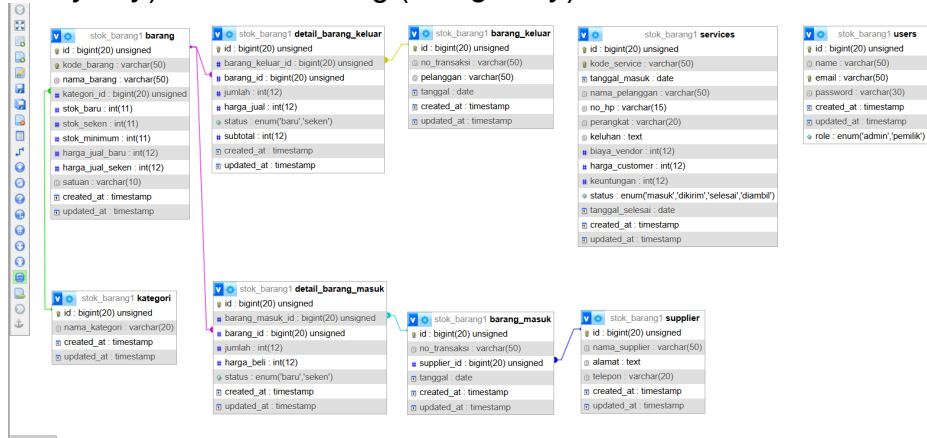 stok_barang1 barang
id : bigint(20) unsigned
kode_barang : varchar(50)
nama_barang : varchar(50)
kategori_id : bigint(20) unsigned
stok_baru : int(11)
stok_seken : int(11)
stok_minimum : int(11)
harga_jual_baru : int(12)
harga_jual_seken : int(12)
satuan : varchar(10)
created_at : timestamp
updated_at : timestamp
stok_barang1 detail_barang_keluar
id : bigint(20) unsigned
barang_keluar_id : bigint(20) unsigned
barang_id : bigint(20) unsigned
jumlah : int(12)
harga_jual : int(12)
status : enum('baru','seken')
subtotal : int(12)
created_at : timestamp
updated_at : timestamp
stok_barang1 barang_keluar
id : bigint(20) unsigned
no_transaksi : varchar(50)
pelanggan : varchar(50)
tanggal : date
created_at : timestamp
updated_at : timestamp
stok_barang1 services
id : bigint(20) unsigned
kode_service : varchar(50)
tanggal_masuk : date
nama_pelanggan : varchar(50)
no_hp : varchar(15)
perangkat : varchar(20)
keluhan : text
biaya_vendor : int(12)
harga_customer : int(12)
keuntungan : int(12)
status : enum('masuk','dikirim','selesai','diambil')
tanggal_selesai : date
created_at : timestamp
updated_at : timestamp
stok_barang1 users
id : bigint(20) unsigned
name : varchar(50)
email : varchar(50)
password : varchar(30)
created_at : timestamp
updated_at : timestamp
role : enum('admin','pemilik')
stok_barang1 kategori
id : bigint(20) unsigned
nama_kategori : varchar(20)
created_at : timestamp
updated_at : timestamp
stok_barang1 detail_barang_masuk
id : bigint(20) unsigned
barang_masuk_id : bigint(20) unsigned
barang_id : bigint(20) unsigned
jumlah : int(12)
harga_beli : int(12)
status : enum('baru','seken')
created_at : timestamp
updated_at : timestamp
stok_barang1 barang_masuk
id : bigint(20) unsigned
no_transaksi : varchar(50)
supplier_id : bigint(20) unsigned
tanggal : date
created_at : timestamp
updated_at : timestamp
stok_barang1 supplier
id : bigint(20) unsigned
nama_supplier : varchar(50)
alamat : text
telepon : varchar(20)
created_at : timestamp
updated_at : timestamp